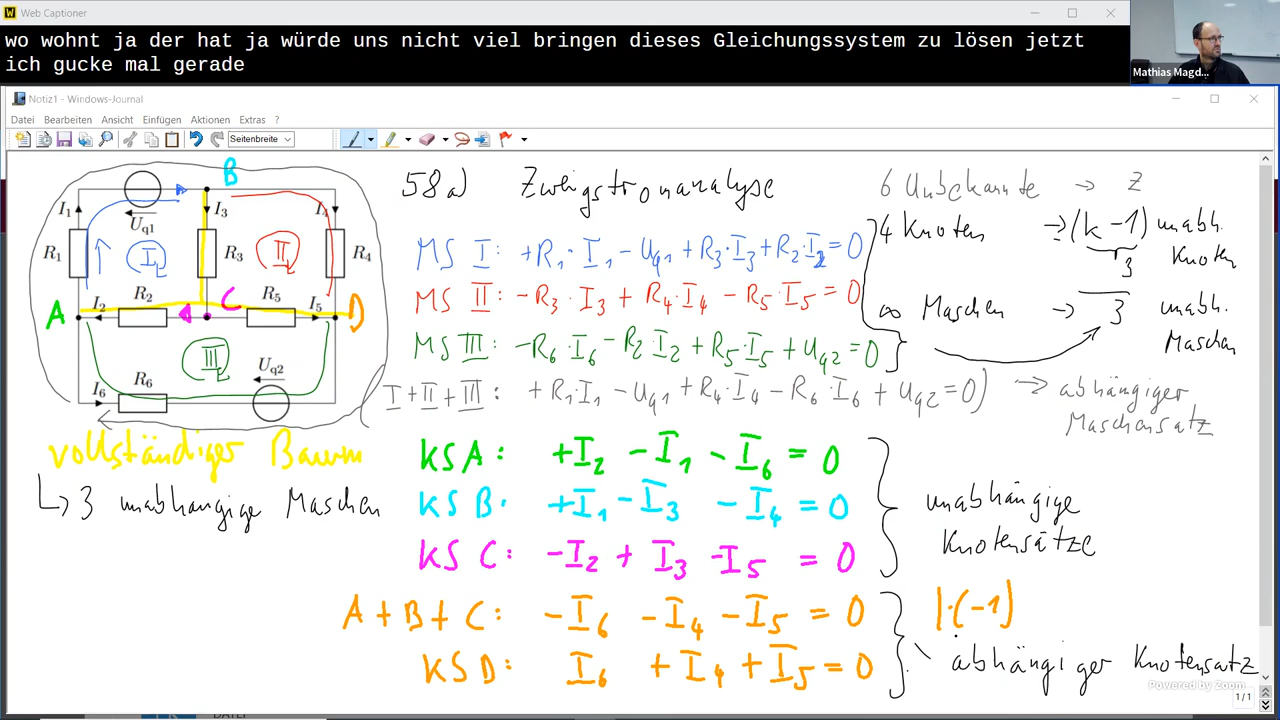 Web Captioner
wo wohnt ja der hat ja würde uns nicht viel bringen dieses Gleichungssystem zu lösen jetzt
ich gucke mal gerade
Mathias Magd...
Notiz1 - Windows-Journal
Datei Bearbeiten Ansicht Einfügen Aktionen Extras ?
Seitenbreite
B
I1
Uq1
I3
I4
R1
I
R3
II
R4
A
I2
R2
C
R5
I5
D
III
I6
R6
Uq2
vollständiger Baum
↳ 3 unabhängige Maschen
58a) Zweigstromanalyse
MS I: +R1·I1 - Uq1 + R3·I3 + R2·I2 = 0
MS II: -R3·I3 + R4·I4 - R5·I5 = 0
MS III: -R6·I6 - R2 I2 + R5·I5 + Uq2 = 0
I+II+III: +R1·I1 - Uq1 + R4·I4 - R6·I6 + Uq2 = 0) → abhängiger
Maschensatz
6 Unbekannte → z
4 Knoten → (k-1) unabh.
3 Knoten
∞ Maschen → 3 unabh.
Maschen
KS A: +I2 - I1 - I6 = 0
KS B: +I1 - I3 - I4 = 0
KS C: -I2 + I3 - I5 = 0
unabhängige
Knotensätze
A+B+C: -I6 - I4 - I5 = 0 |·(-1)
KS D: I6 + I4 + I5 = 0
abhängiger Knotensatz
Powered by Zoom
1/1